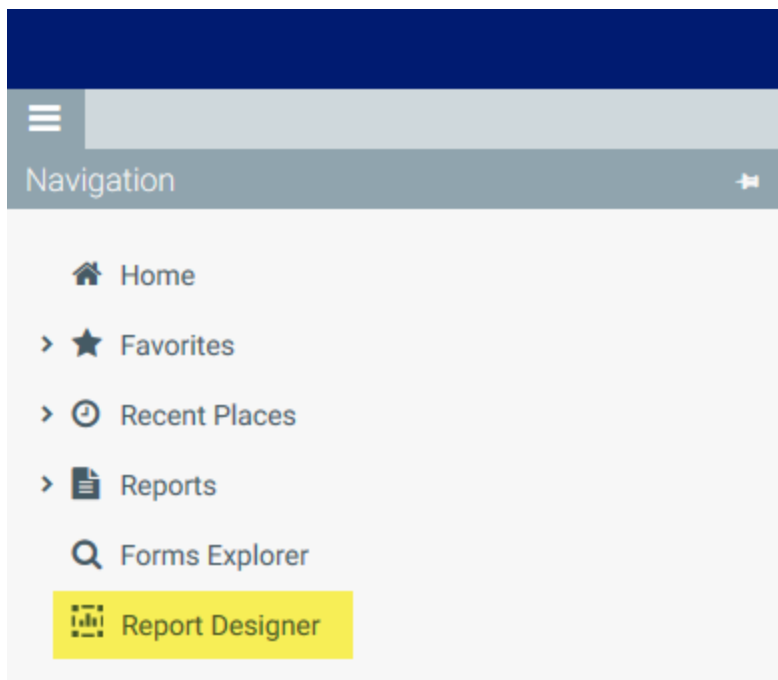 Navigation
Home
Favorites
Recent Places
Reports
Forms Explorer
Report Designer